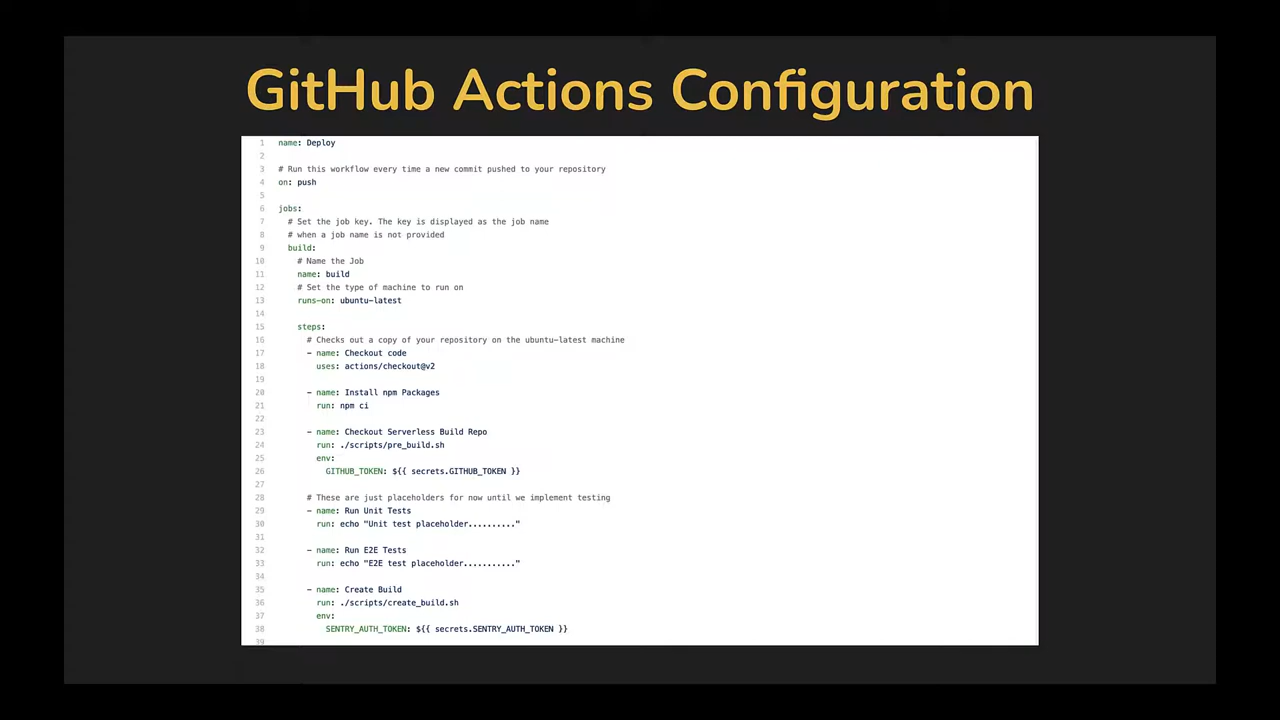 GitHub Actions Configuration
1 name: Deploy
2
3 # Run this workflow every time a new commit pushed to your repository
4 on: push
5
6 jobs:
7 # Set the job key. The key is displayed as the job name
8 # when a job name is not provided
9 build:
10 # Name the Job
11 name: build
12 # Set the type of machine to run on
13 runs-on: ubuntu-latest
14
15 steps:
16 # Checks out a copy of your repository on the ubuntu-latest machine
17 - name: Checkout code
18 uses: actions/checkout@v2
19
20 - name: Install npm Packages
21 run: npm ci
22
23 - name: Checkout Serverless Build Repo
24 run: ./scripts/pre_build.sh
25 env:
26 GITHUB_TOKEN: ${{ secrets.GITHUB_TOKEN }}
27
28 # These are just placeholders for now until we implement testing
29 - name: Run Unit Tests
30 run: echo "Unit test placeholder.........."
31
32 - name: Run E2E Tests
33 run: echo "E2E test placeholder.........."
34
35 - name: Create Build
36 run: ./scripts/create_build.sh
37 env:
38 SENTRY_AUTH_TOKEN: ${{ secrets.SENTRY_AUTH_TOKEN }}
39